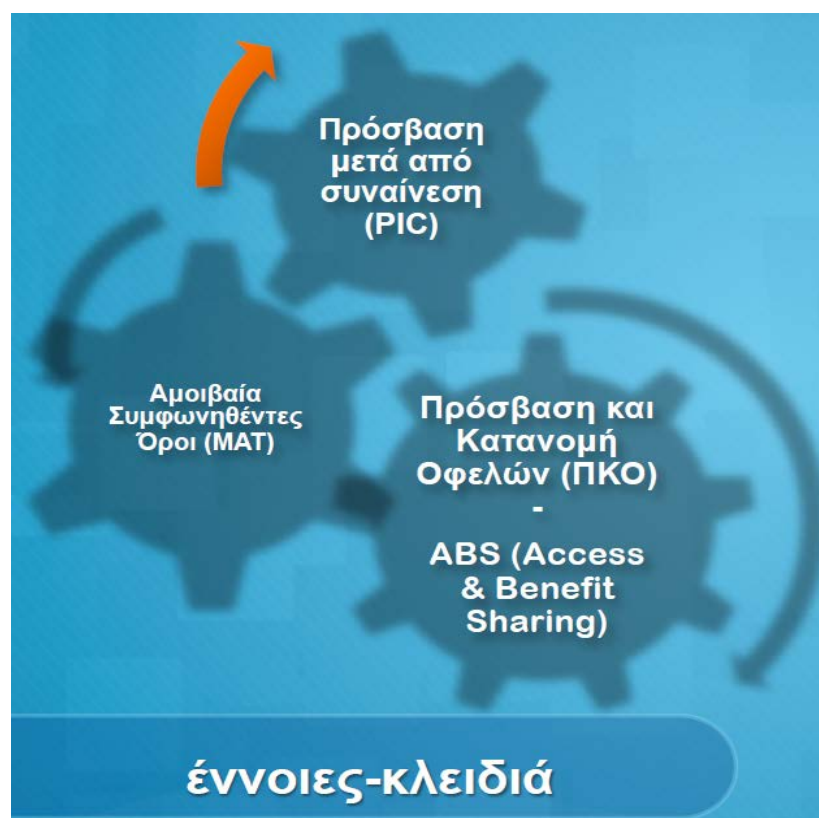 Πρόσβαση
μετά από
συναίνεση
(PIC)
Αμοιβαία
Συμφωνηθέντες
Όροι (MAT)
Πρόσβαση και
Κατανομή
Οφελών (ΠΚΟ)
-
ABS (Access
& Benefit
Sharing)
έννοιες-κλειδιά